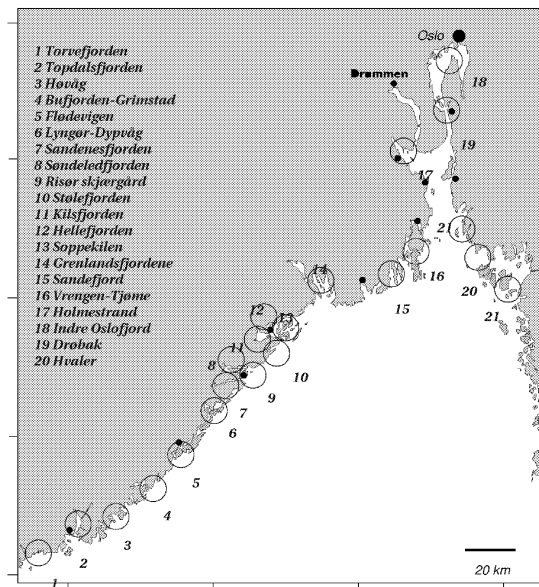 Oslo
1 Torvefjorden
2 Topdalsfjorden
3 Høvåg
4 Bufjorden-Grimstad
5 Flødevigen
6 Lyngør-Dypvåg
7 Sandenesfjorden
8 Søndeledfjorden
9 Risør skjærgård
10 Stølefjorden
11 Kilsfjorden
12 Hellefjorden
13 Soppekilen
14 Grenlandsfjordene
15 Sandefjord
16 Vrengen-Tjøme
17 Holmestrand
18 Indre Oslofjord
19 Drøbak
20 Hvaler
Drammen
18
19
17
21
16
20
14
15
21
12
13
11
10
8
9
7
6
5
4
3
2
1
20 km